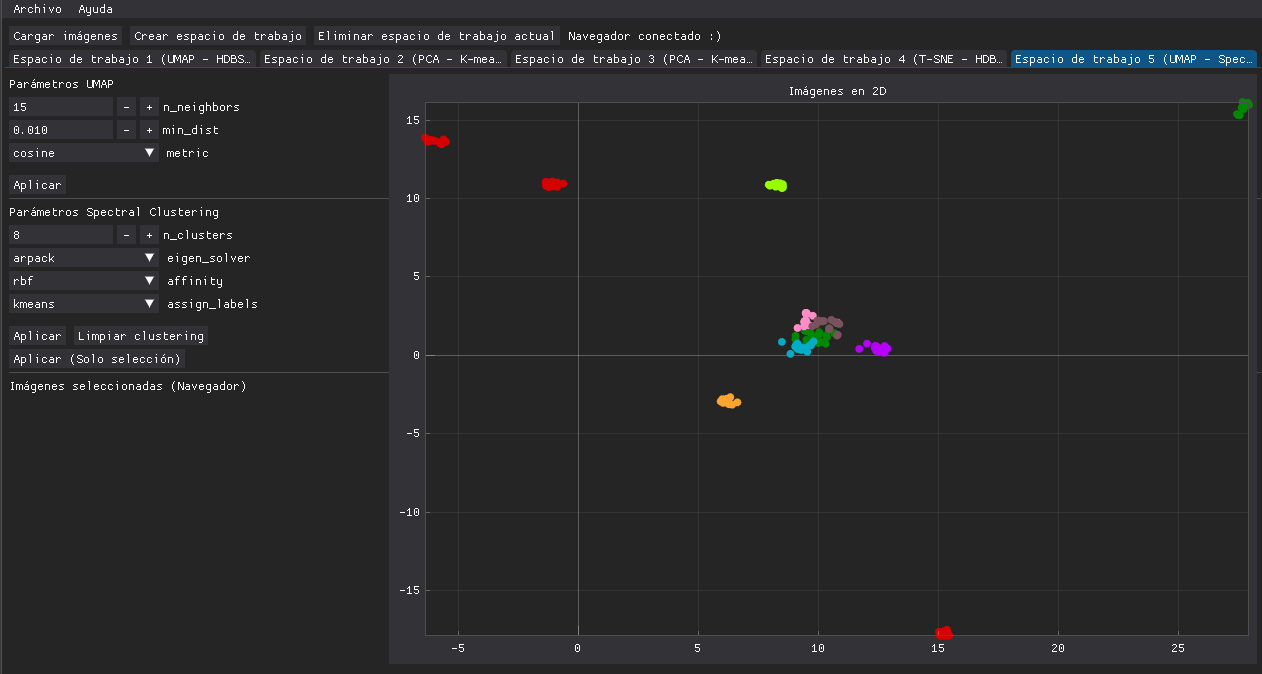 Archivo Ayuda
Cargar imágenes Crear espacio de trabajo Eliminar espacio de trabajo actual Navegador conectado :)
Espacio de trabajo 1 (UMAP - HDBS… Espacio de trabajo 2 (PCA - K-mea… Espacio de trabajo 3 (PCA - K-mea… Espacio de trabajo 4 (T-SNE - HDB… Espacio de trabajo 5 (UMAP - Spec…
Parámetros UMAP
15 - + n_neighbors
0.010 - + min_dist
cosine ▼ metric
Aplicar
Parámetros Spectral Clustering
8 - + n_clusters
arpack ▼ eigen_solver
rbf ▼ affinity
kmeans ▼ assign_labels
Aplicar Limpiar clustering
Aplicar (Solo selección)
Imágenes seleccionadas (Navegador)
Imágenes en 2D
15
10
5
0
-5
-10
-15
-5 0 5 10 15 20 25